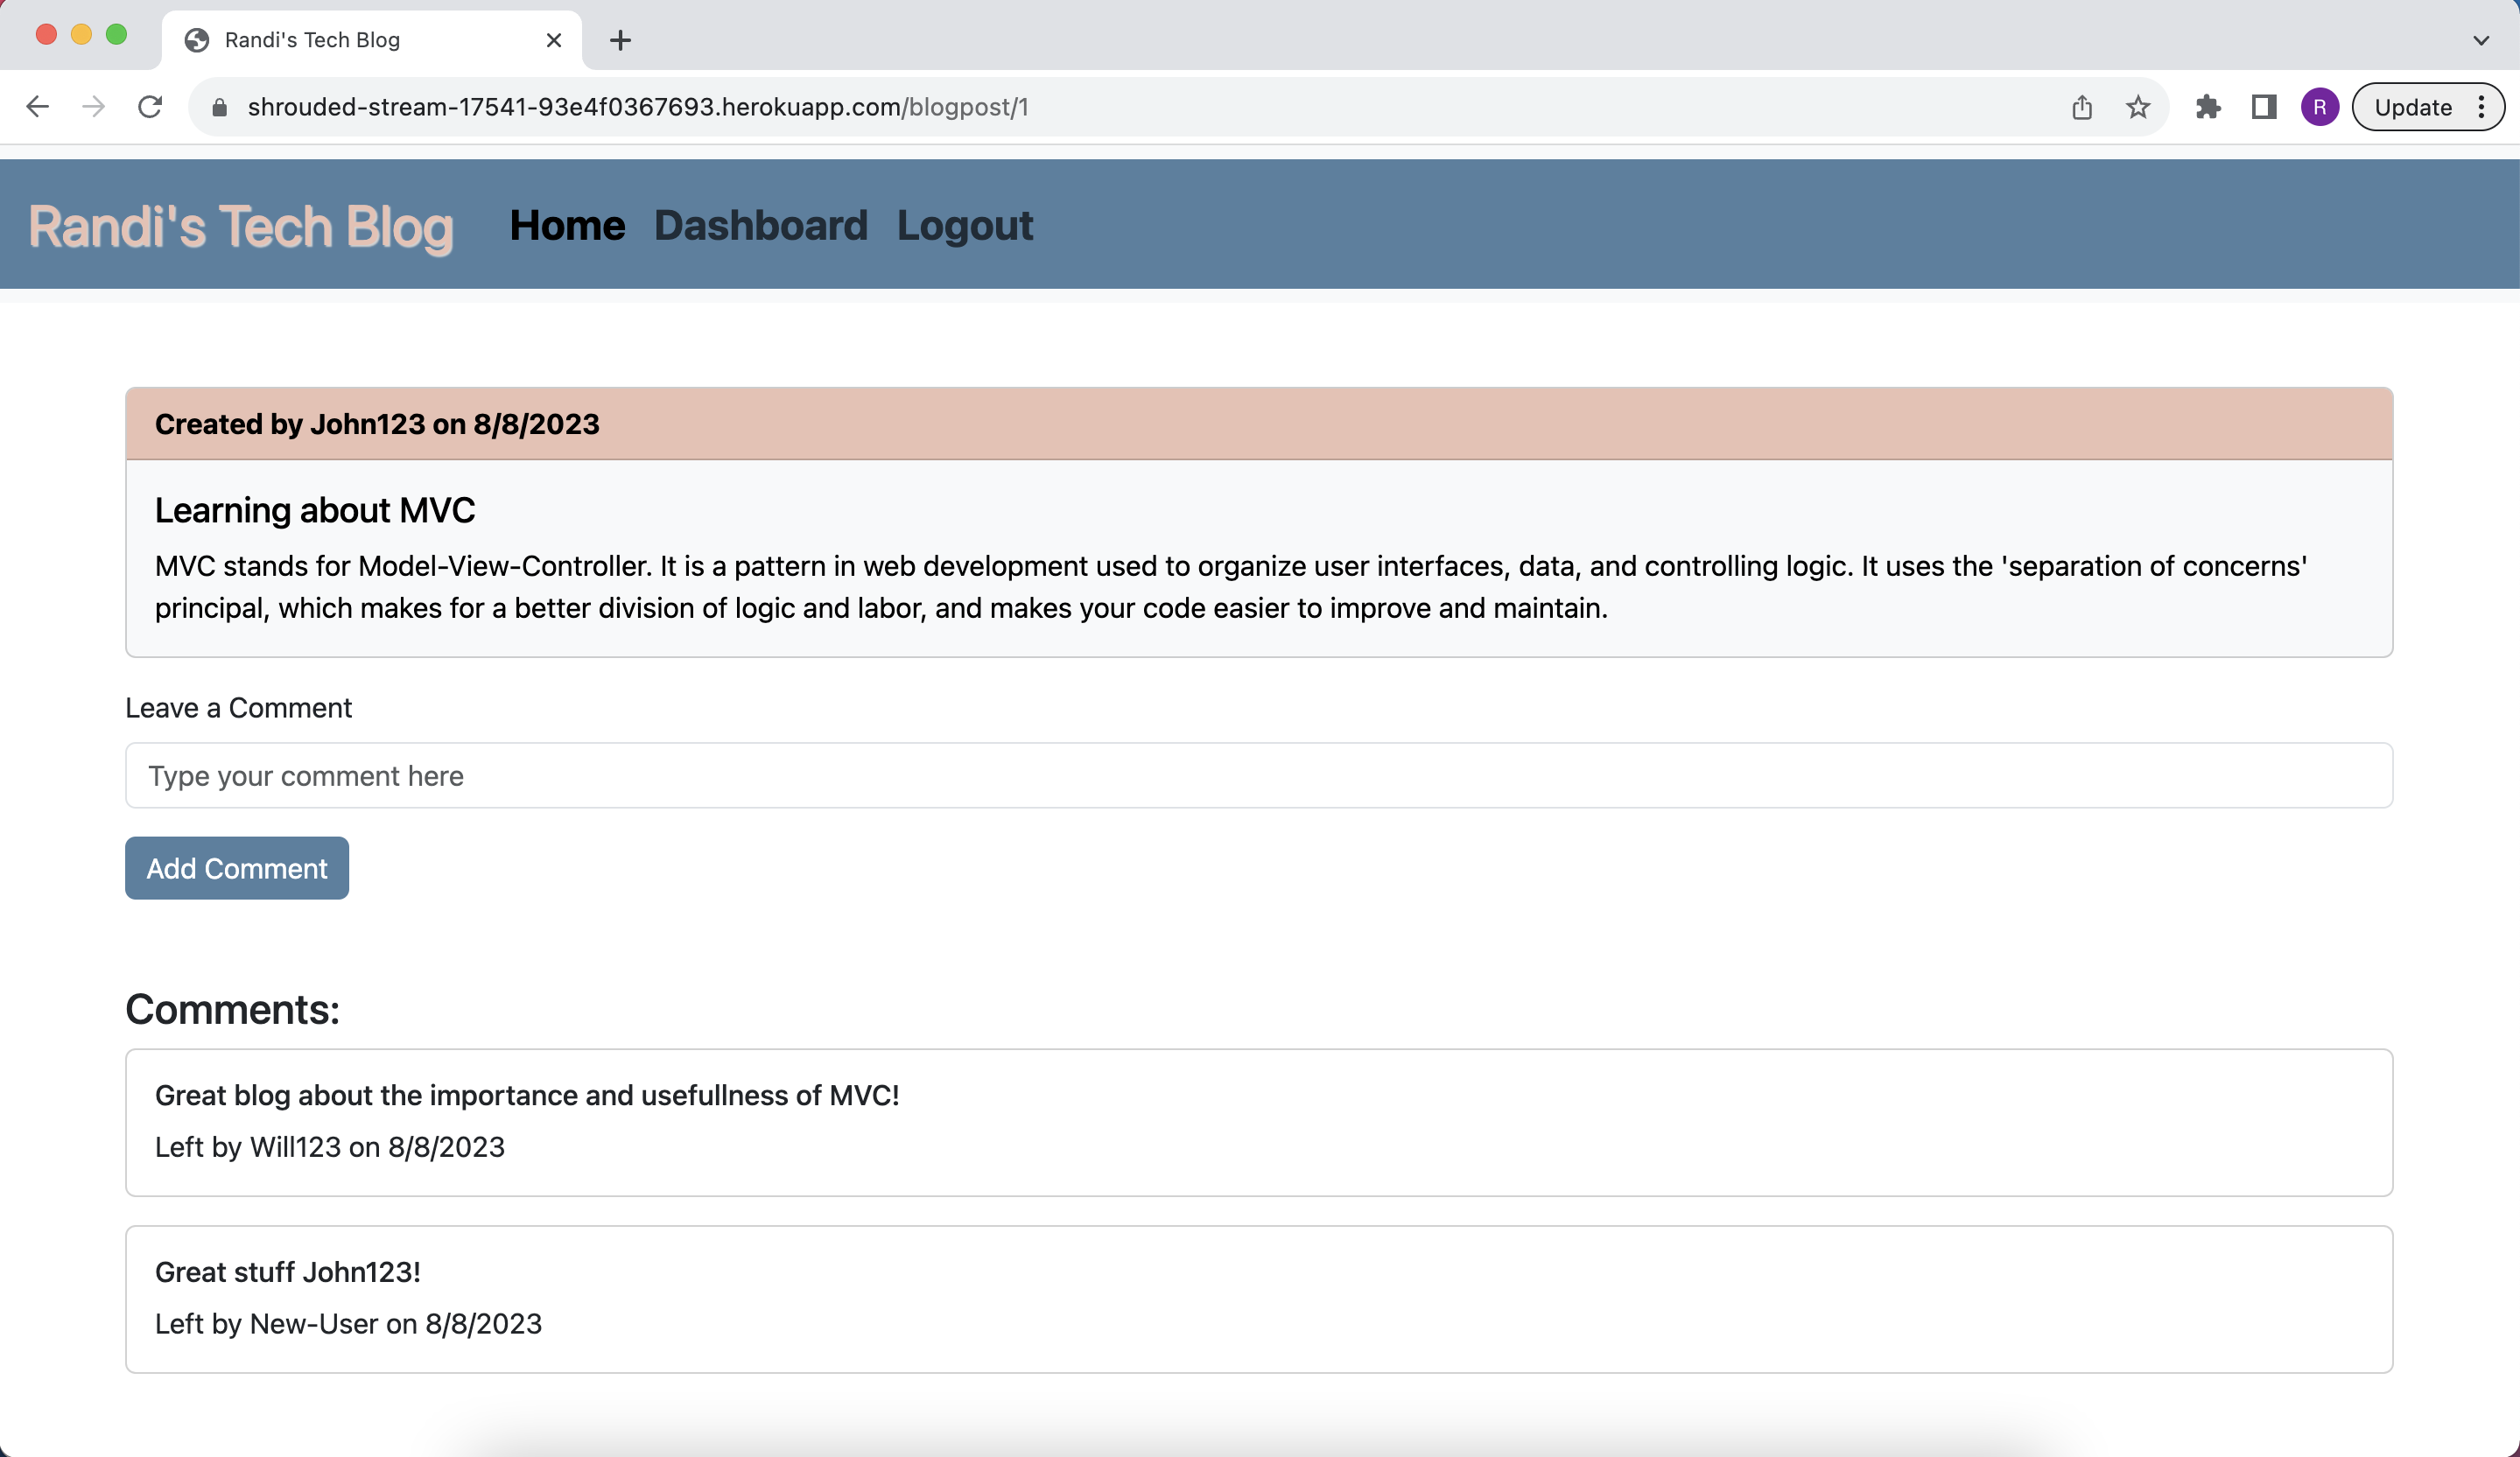 Randi's Tech Blog
shrouded-stream-17541-93e4f0367693.herokuapp.com/blogpost/1
R
Update
Randi's Tech Blog Home Dashboard Logout
Created by John123 on 8/8/2023
Learning about MVC
MVC stands for Model-View-Controller. It is a pattern in web development used to organize user interfaces, data, and controlling logic. It uses the 'separation of concerns'
principal, which makes for a better division of logic and labor, and makes your code easier to improve and maintain.
Leave a Comment
Type your comment here
Add Comment
Comments:
Great blog about the importance and usefullness of MVC!
Left by Will123 on 8/8/2023
Great stuff John123!
Left by New-User on 8/8/2023